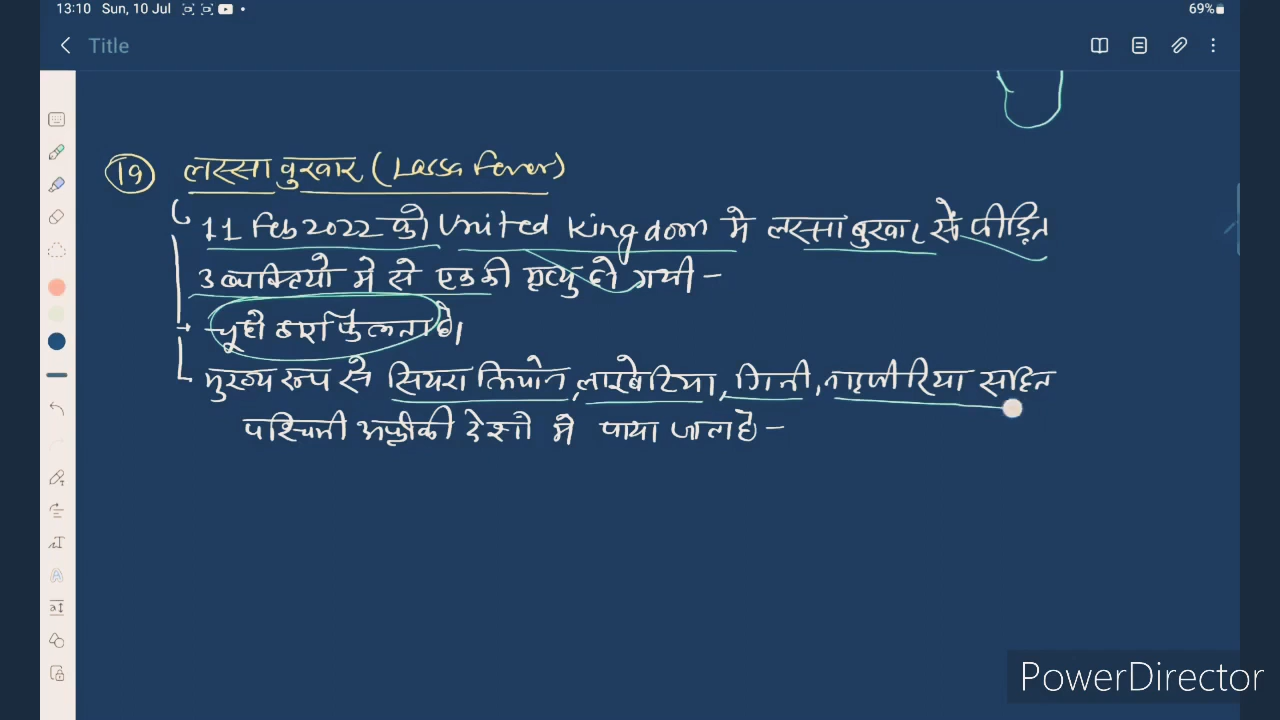 13:10 Sun, 10 Jul 69%
Title
19 लस्सा बुखार (Lassa Fever)
11 Feb 2022 को United Kingdom मे लस्सा बुखार से पीड़ित
3 व्यक्तियो मे से एक की मृत्यु हो गयी -
→ चूहो द्वारा फैलता है।
मुख्य रूप से सियरा लियोन, लाइबेरिया, गिनी, नाइजीरिया सहित
पश्चिमी अफ्रीकी देशो मे पाया जाता है -
PowerDirector